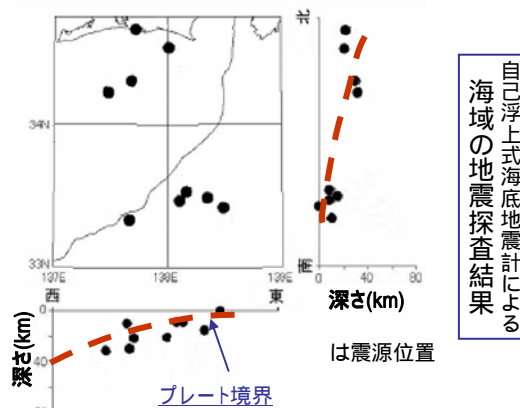 北
34N
33N
137E
138E
139E
西
東
南
0
40
80
深さ(km)
0
40
深さ(km)
プレート境界
は震源位置
自己浮上式海底地震計による
海域の地震探査結果